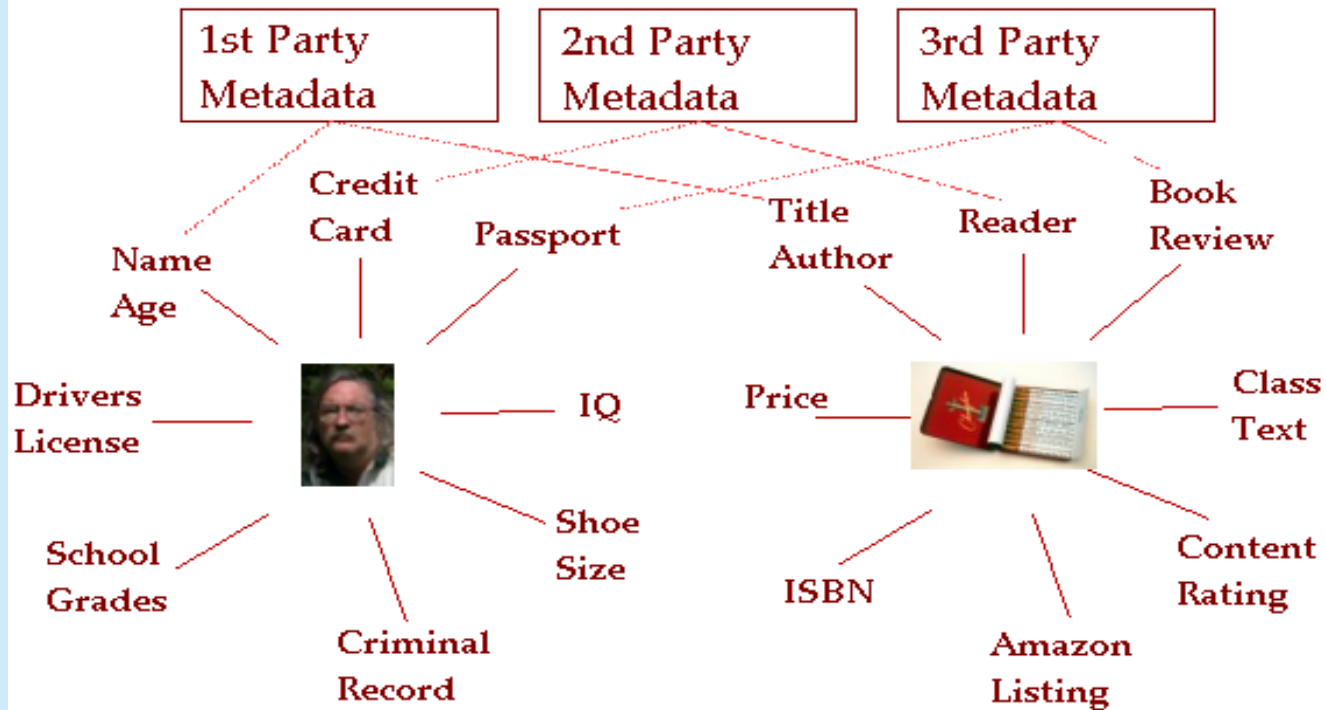 1st Party
Metadata
2nd Party
Metadata
3rd Party
Metadata
Credit
Card
Name
Age
Passport
Title
Author
Reader
Book
Review
Drivers
License
IQ
Price
Class
Text
School
Grades
Shoe
Size
Criminal
Record
ISBN
Amazon
Listing
Content
Rating